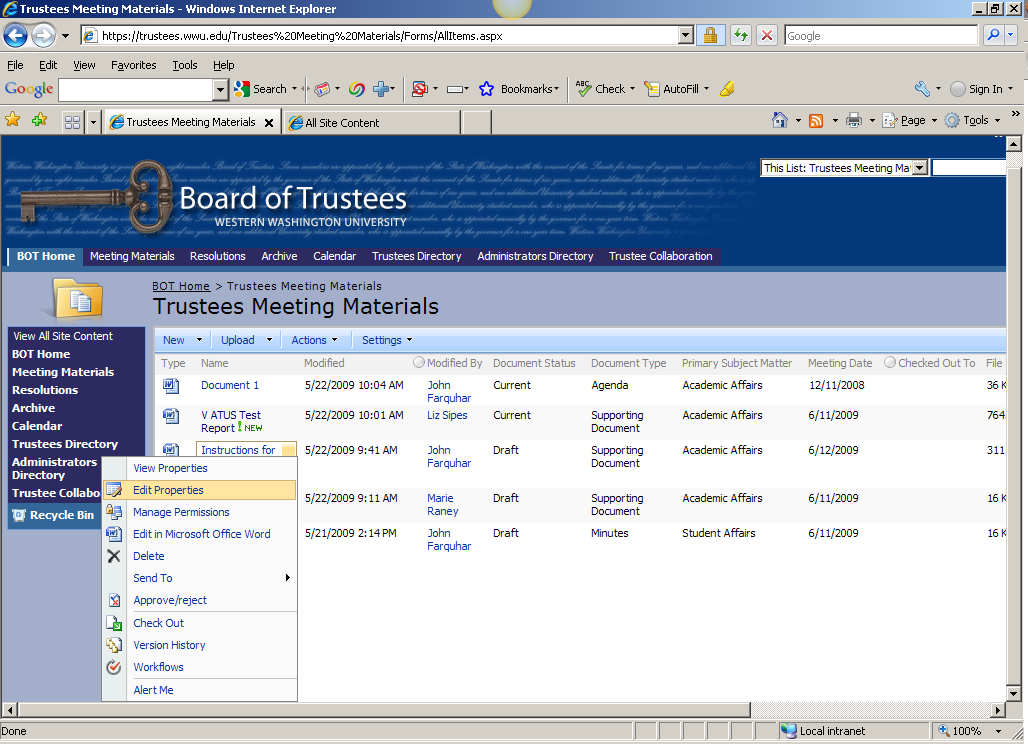 Trustees Meeting Materials - Windows Internet Explorer
https://trustees.wwu.edu/Trustees%20Meeting%20Materials/Forms/AllItems.aspx
Google
File Edit View Favorites Tools Help
Google Search Bookmarks Check AutoFill Sign In
Trustees Meeting Materials All Site Content Page Tools
This List: Trustees Meeting Mat
Board of Trustees
WESTERN WASHINGTON UNIVERSITY
BOT Home Meeting Materials Resolutions Archive Calendar Trustees Directory Administrators Directory Trustee Collaboration
BOT Home > Trustees Meeting Materials
Trustees Meeting Materials
View All Site Content
BOT Home
Meeting Materials
Resolutions
Archive
Calendar
Trustees Directory
Administrators
Directory
Trustee Collabo
Recycle Bin
New Upload Actions Settings
Type Name Modified Modified By Document Status Document Type Primary Subject Matter Meeting Date Checked Out To File
Document 1 5/22/2009 10:04 AM John Current Agenda Academic Affairs 12/11/2008 36 K
Farquhar
V ATUS Test 5/22/2009 10:01 AM Liz Sipes Current Supporting Academic Affairs 6/11/2009 764
Report ! NEW Document
Instructions for 5/22/2009 9:41 AM John Draft Supporting Academic Affairs 6/12/2009 311
Farquhar Document
5/22/2009 9:11 AM Marie Draft Supporting Academic Affairs 6/11/2009 16 K
Raney Document
5/21/2009 2:14 PM John Draft Minutes Student Affairs 6/11/2009 16 K
Farquhar
View Properties
Edit Properties
Manage Permissions
Edit in Microsoft Office Word
Delete
Send To
Approve/reject
Check Out
Version History
Workflows
Alert Me
Done Local intranet 100%